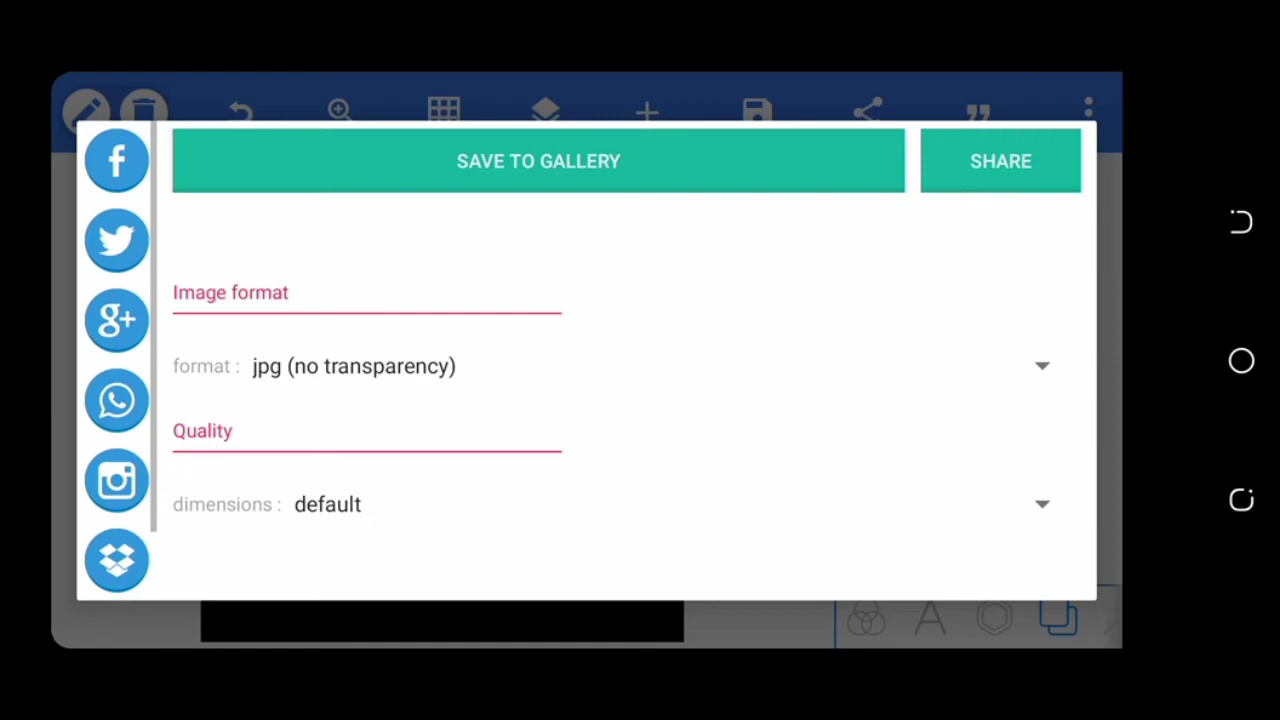 SAVE TO GALLERY
SHARE
Image format
format : jpg (no transparency)
Quality
dimensions : default